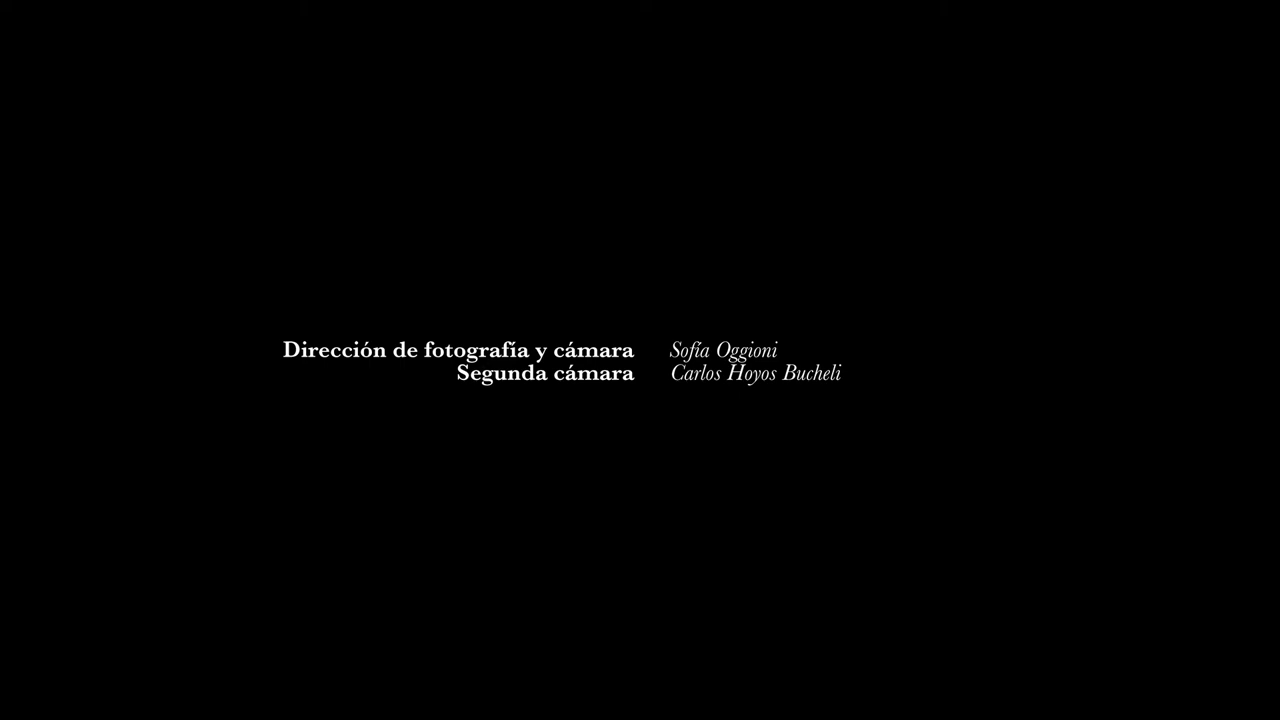 Dirección de fotografía y cámara Sofía Oggioni
Segunda cámara Carlos Hoyos Bucheli